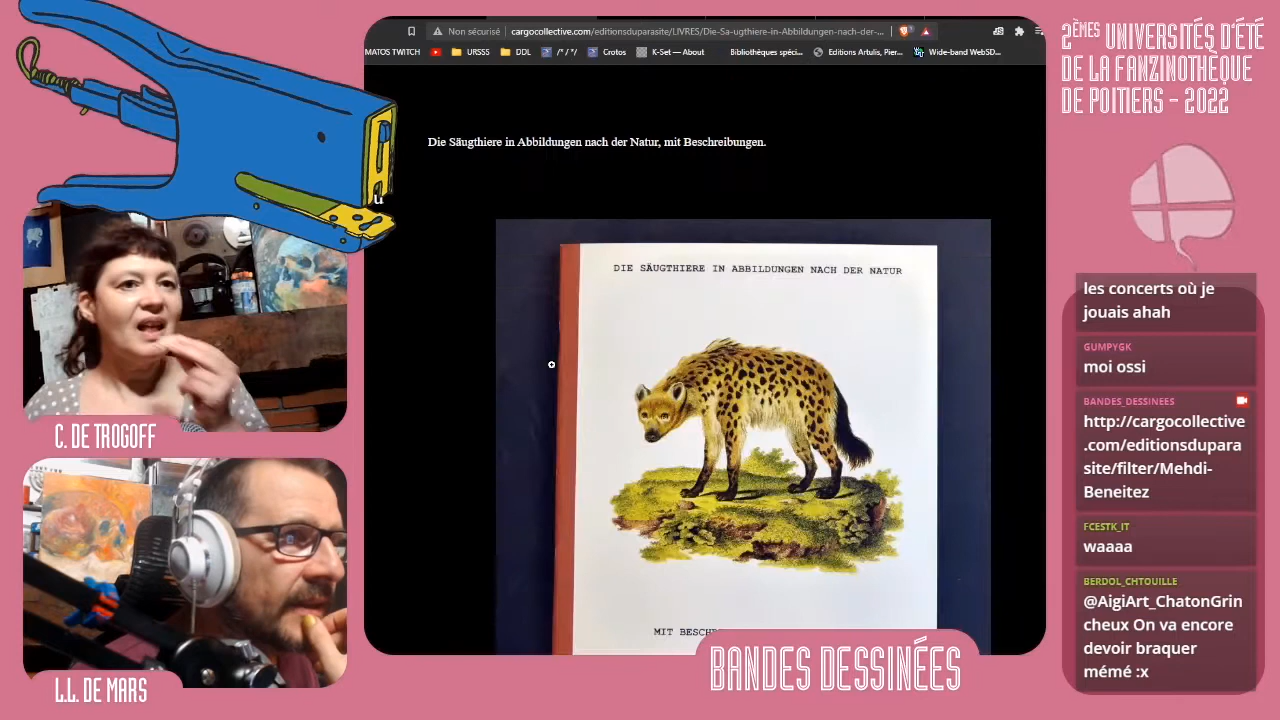 2ÈMES UNIVERSITÉS D'ÉTÉ
DE LA FANZINOTHÈQUE
DE POITIERS - 2022
Non sécurisé
cargocollective.com/editionsduparasite/LIVRES/Die-Sa-ugthiere-in-Abbildungen-nach-der-...
MATOS TWITCH
URSSS
DDL
/*/*/
Crotos
K-Set — About
Bibliothèques spéci...
Editions Artulis, Pier...
Wide-band WebSD...
Die Säugthiere in Abbildungen nach der Natur, mit Beschreibungen.
u
DIE SÄUGTHIERE IN ABBILDUNGEN NACH DER NATUR
C. DE TROGOFF
L.L. DE MARS
BANDES DESSINÉES
les concerts où je
jouais ahah
GUMPYGK
moi ossi
BANDES_DESSINEES
http://cargocollective
.com/editionsdupara
site/filter/Mehdi-
Beneitez
FCESTK_IT
waaaa
BERDOL_CHTOUILLE
@AigiArt_ChatonGrin
cheux On va encore
devoir braquer
mémé :x
MIT